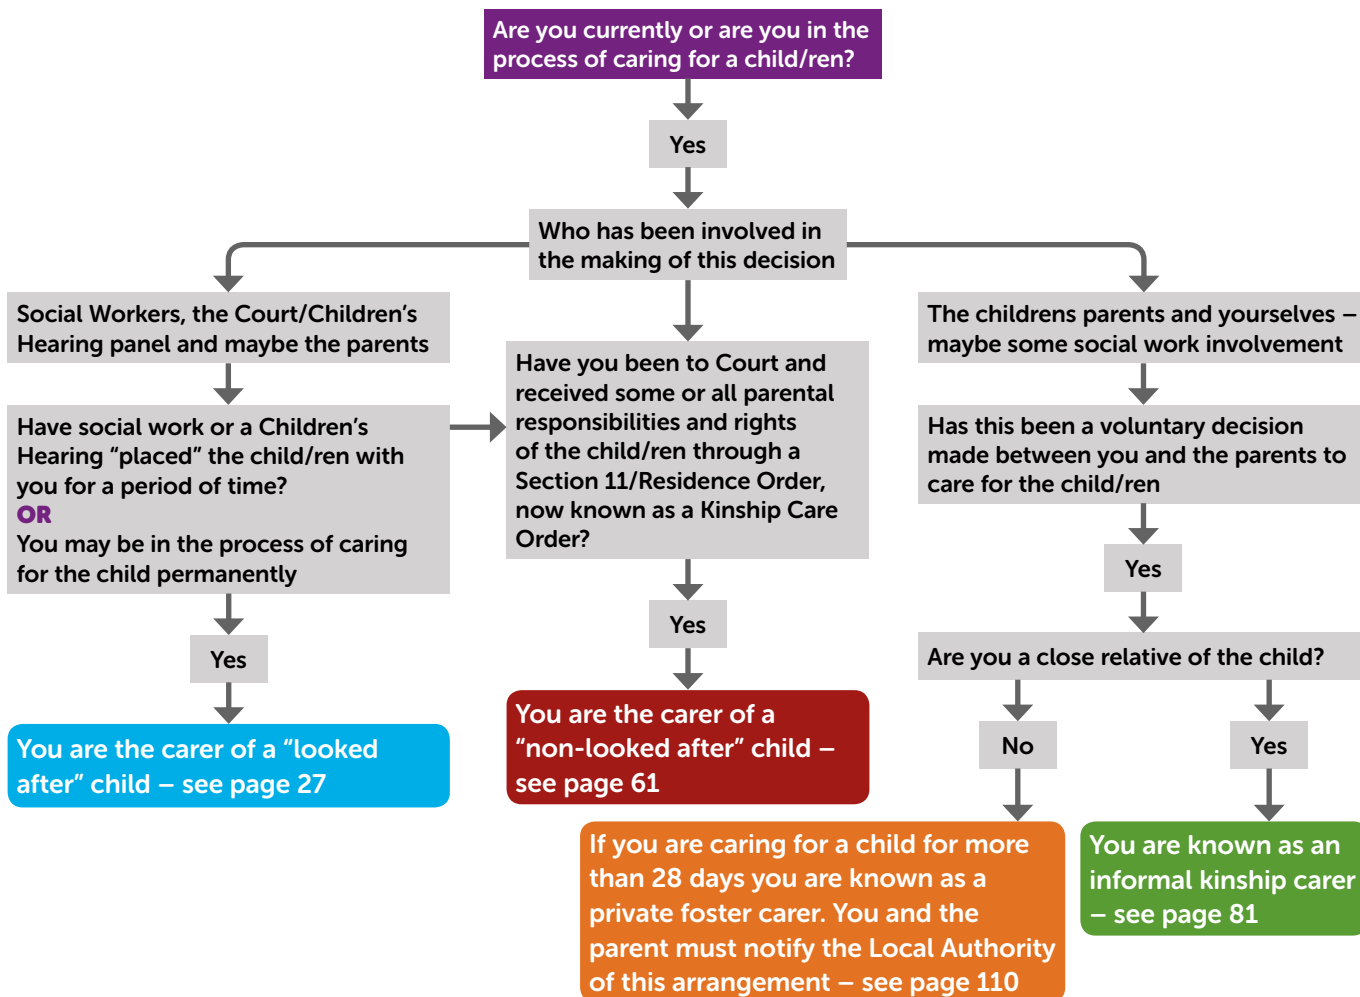 Are you currently or are you in the
process of caring for a child/ren?
Yes
Who has been involved in
the making of this decision
Social Workers, the Court/Children’s
Hearing panel and maybe the parents
Have social work or a Children’s
Hearing “placed” the child/ren with
you for a period of time?
OR
You may be in the process of caring
for the child permanently
Yes
You are the carer of a “looked
after” child – see page 27
Have you been to Court and
received some or all parental
responsibilities and rights
of the child/ren through a
Section 11/Residence Order,
now known as a Kinship Care
Order?
Yes
You are the carer of a
“non-looked after” child –
see page 61
The childrens parents and yourselves –
maybe some social work involvement
Has this been a voluntary decision
made between you and the parents to
care for the child/ren
Yes
Are you a close relative of the child?
No
If you are caring for a child for more
than 28 days you are known as a
private foster carer. You and the
parent must notify the Local Authority
of this arrangement – see page 110
Yes
You are known as an
informal kinship carer
– see page 81